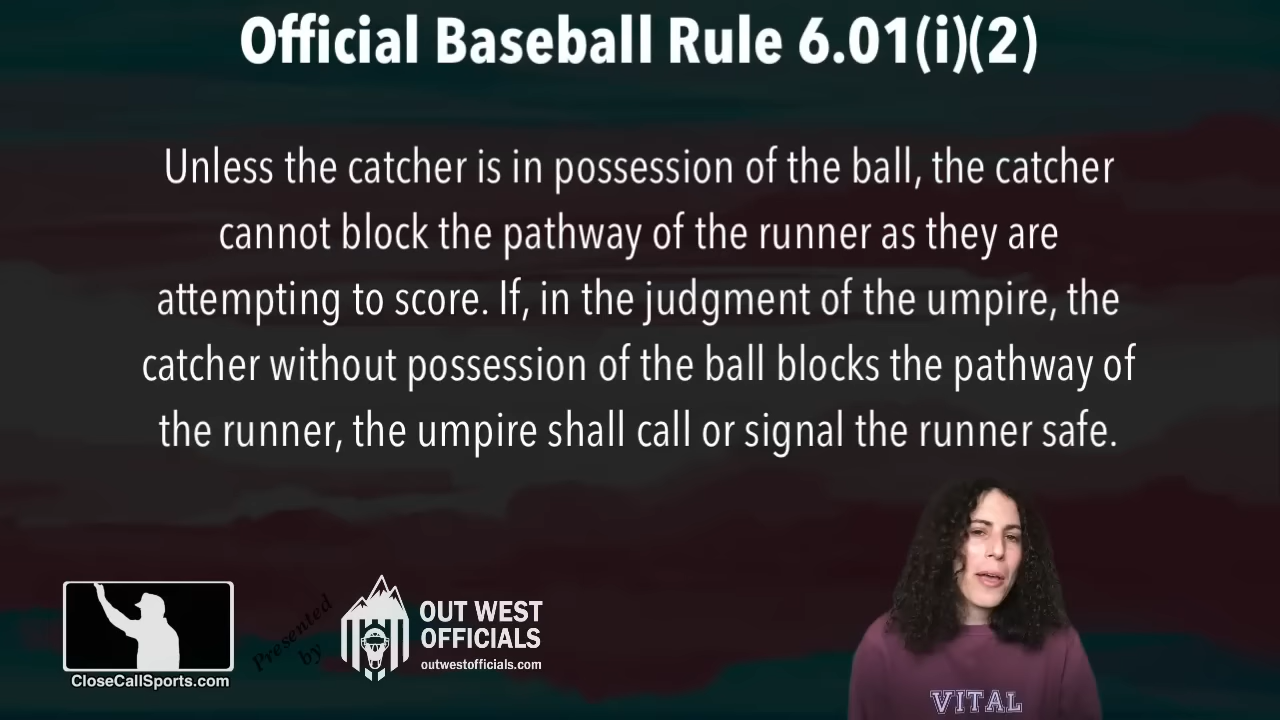 Official Baseball Rule 6.01(i)(2)
Unless the catcher is in possession of the ball, the catcher
cannot block the pathway of the runner as they are
attempting to score. If, in the judgment of the umpire, the
catcher without possession of the ball blocks the pathway of
the runner, the umpire shall call or signal the runner safe.
CloseCallSports.com
Presented
by
OUT WEST
OFFICIALS
outwestofficials.com
VITAL